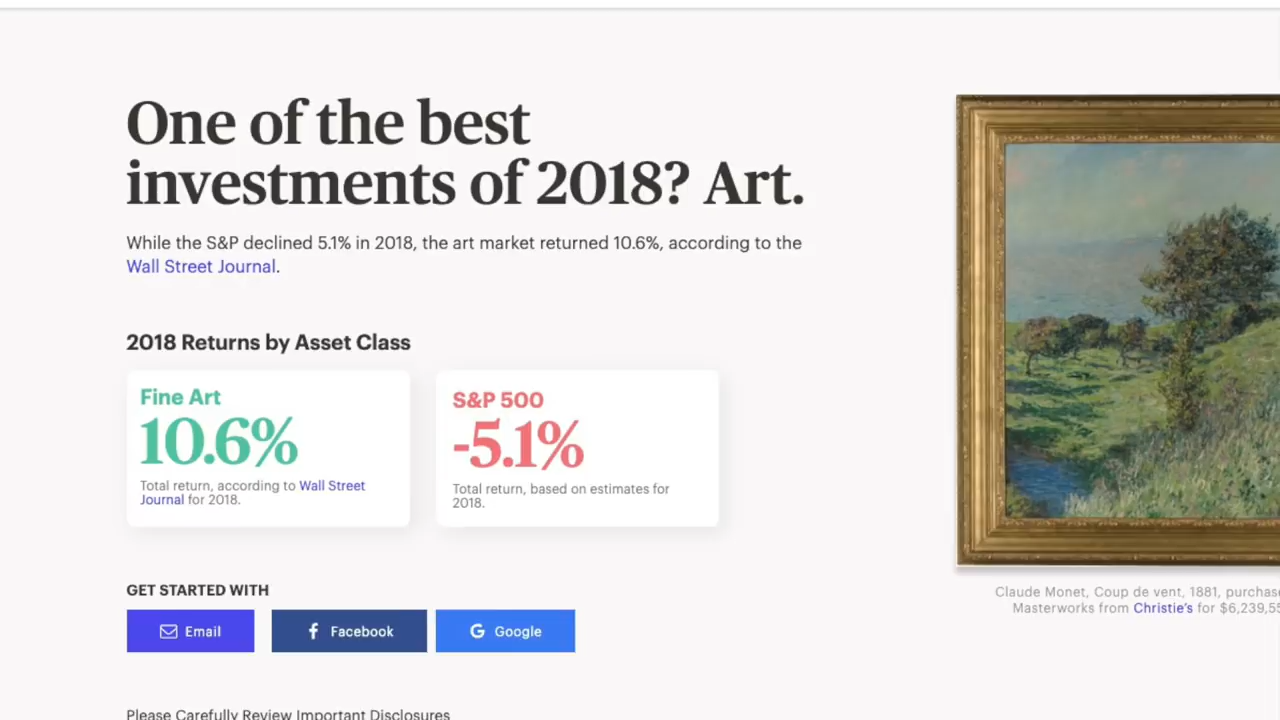 One of the best
investments of 2018? Art.
While the S&P declined 5.1% in 2018, the art market returned 10.6%, according to the
Wall Street Journal.
2018 Returns by Asset Class
Fine Art
10.6%
Total return, according to Wall Street
Journal for 2018.
S&P 500
-5.1%
Total return, based on estimates for
2018.
GET STARTED WITH
Email
Facebook
Google
Claude Monet, Coup de vent, 1881,
Masterworks from Christie's for
Please Carefully Review Important Disclosures